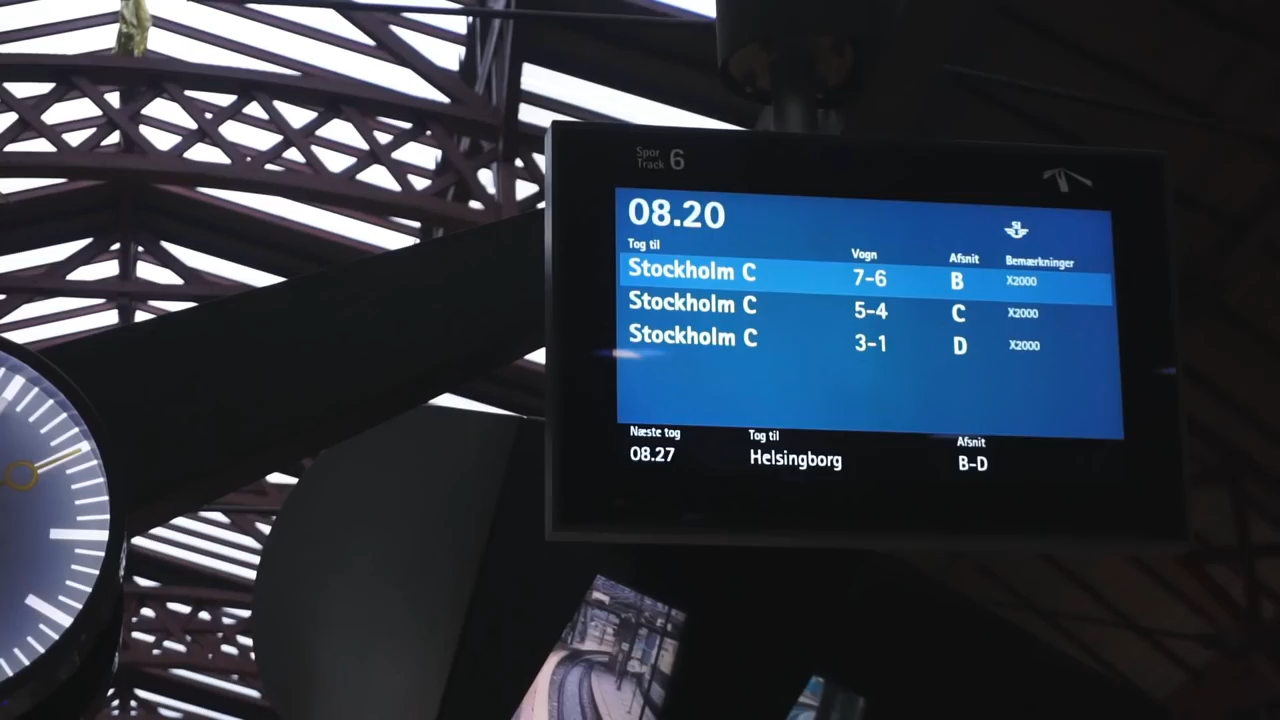 Spor
Track 6
08.20
SJ
Tog til Vogn Afsnit Bemærkninger
Stockholm C 7-6 B X2000
Stockholm C 5-4 C X2000
Stockholm C 3-1 D X2000
Næste tog Tog til Afsnit
08.27 Helsingborg B-D